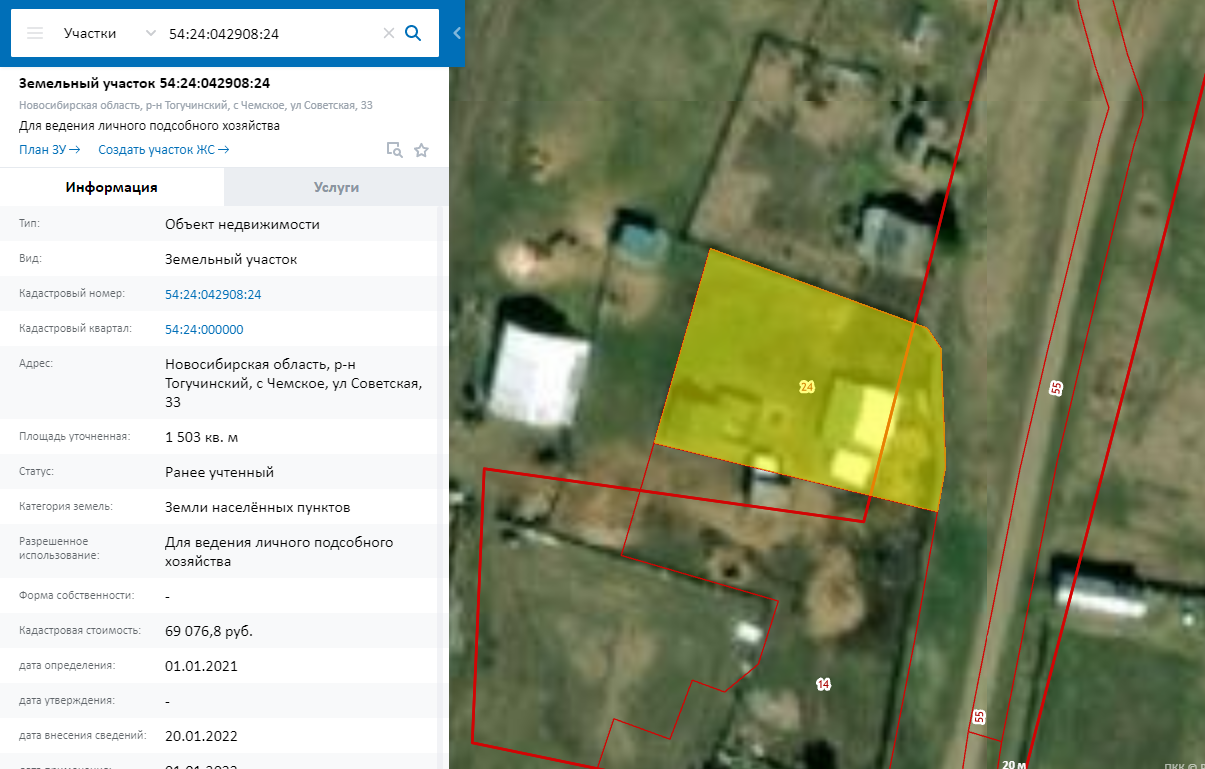 Участки 54:24:042908:24
Земельный участок 54:24:042908:24
Новосибирская область, р-н Тогучинский, с Чемское, ул Советская, 33
Для ведения личного подсобного хозяйства
План ЗУ → Создать участок ЖС →
Информация Услуги
Тип: Объект недвижимости
Вид: Земельный участок
Кадастровый номер: 54:24:042908:24
Кадастровый квартал: 54:24:000000
Адрес: Новосибирская область, р-н
Тогучинский, с Чемское, ул Советская,
33
Площадь уточненная: 1 503 кв. м
Статус: Ранее учтенный
Категория земель: Земли населённых пунктов
Разрешенное
использование:
Для ведения личного подсобного
хозяйства
Форма собственности: -
Кадастровая стоимость: 69 076,8 руб.
дата определения: 01.01.2021
дата утверждения: -
дата внесения сведений: 20.01.2022
24
55
14
55
20 м